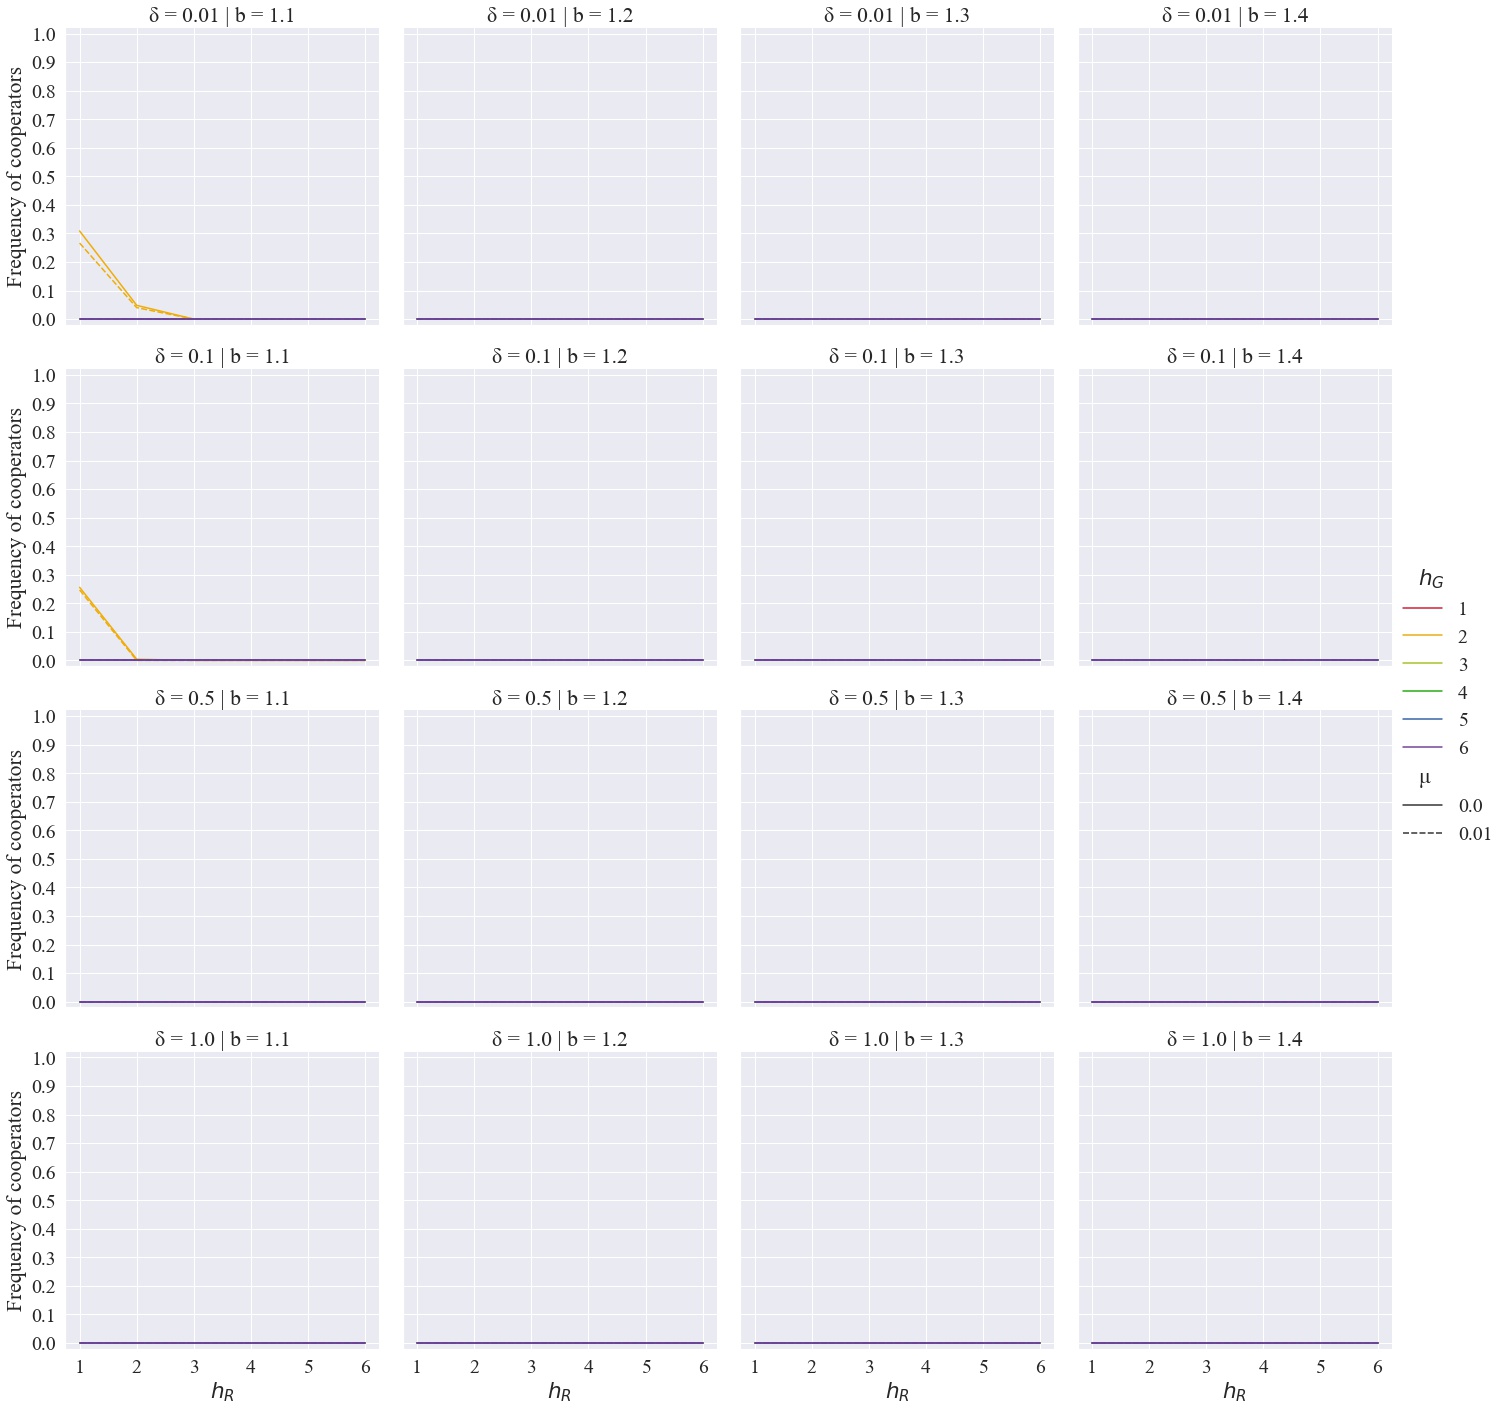 δ = 0.01 | b = 1.1
δ = 0.01 | b = 1.2
δ = 0.01 | b = 1.3
δ = 0.01 | b = 1.4
Frequency of cooperators
1.0
0.9
0.8
0.7
0.6
0.5
0.4
0.3
0.2
0.1
0.0
δ = 0.1 | b = 1.1
δ = 0.1 | b = 1.2
δ = 0.1 | b = 1.3
δ = 0.1 | b = 1.4
Frequency of cooperators
1.0
0.9
0.8
0.7
0.6
0.5
0.4
0.3
0.2
0.1
0.0
δ = 0.5 | b = 1.1
δ = 0.5 | b = 1.2
δ = 0.5 | b = 1.3
δ = 0.5 | b = 1.4
Frequency of cooperators
1.0
0.9
0.8
0.7
0.6
0.5
0.4
0.3
0.2
0.1
0.0
δ = 1.0 | b = 1.1
δ = 1.0 | b = 1.2
δ = 1.0 | b = 1.3
δ = 1.0 | b = 1.4
Frequency of cooperators
1.0
0.9
0.8
0.7
0.6
0.5
0.4
0.3
0.2
0.1
0.0
1 2 3 4 5 6
1 2 3 4 5 6
1 2 3 4 5 6
1 2 3 4 5 6
h_R
h_R
h_R
h_R
h_G
1
2
3
4
5
6
μ
0.0
0.01